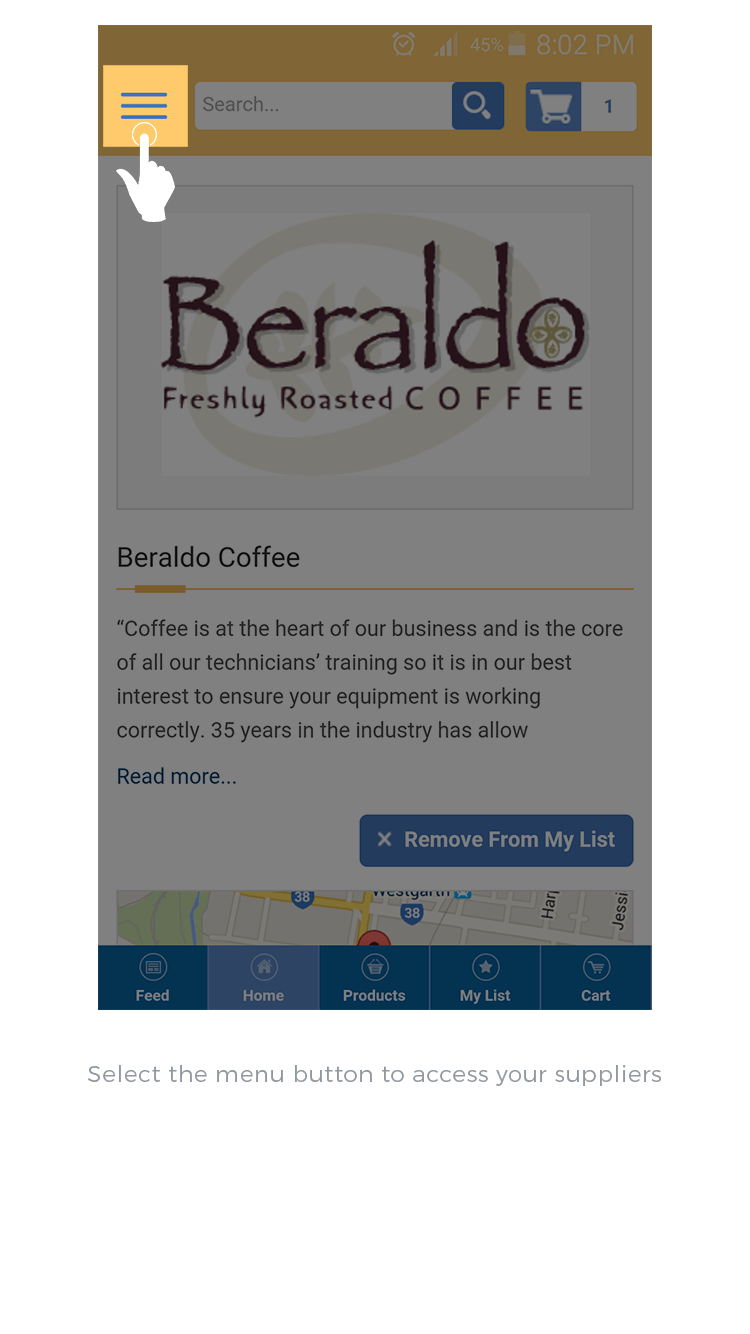 45% 8:02 PM
Search... 1
Beraldo
Freshly Roasted COFFEE
Beraldo Coffee
“Coffee is at the heart of our business and is the core
of all our technicians’ training so it is in our best
interest to ensure your equipment is working
correctly. 35 years in the industry has allow
Read more...
Remove From My List
38 Westgarth
38
Feed Home Products My List Cart
Select the menu button to access your suppliers